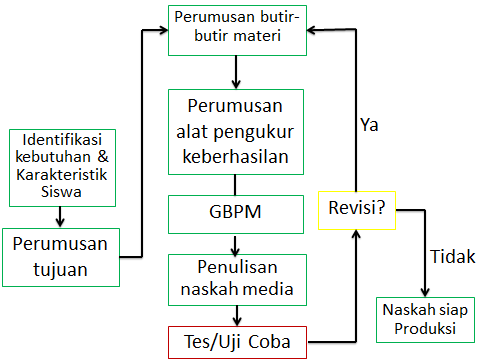 Identifikasi
kebutuhan &
Karakteristik
Siswa
Perumusan
tujuan
Perumusan butir-
butir materi
Perumusan
alat pengukur
keberhasilan
GBPM
Penulisan
naskah media
Tes/Uji Coba
Revisi?
Ya
Tidak
Naskah siap
Produksi